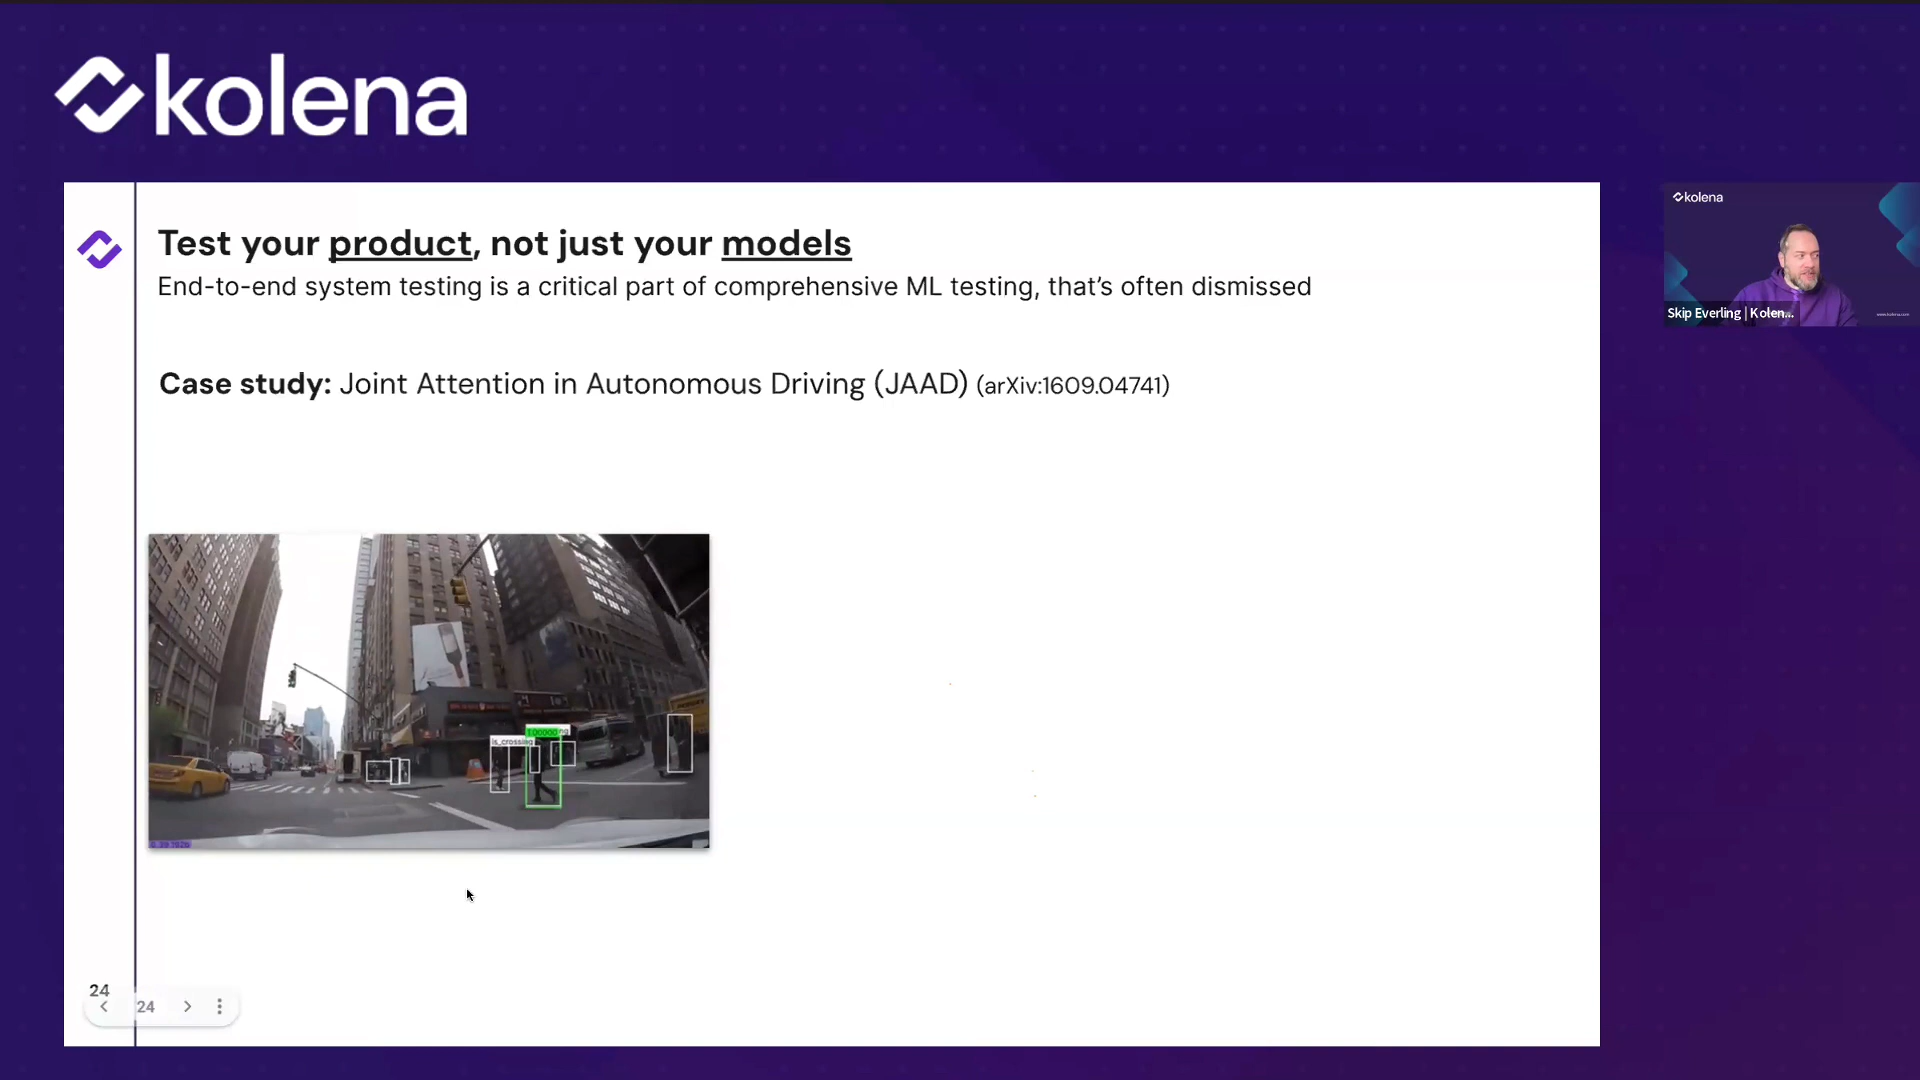 kolena
Test your product, not just your models
End-to-end system testing is a critical part of comprehensive ML testing, that's often dismissed
Case study: Joint Attention in Autonomous Driving (JAAD) (arXiv:1609.04741)
is_crossing
1.00000
24
24
kolena
Skip Everling | Kolen...